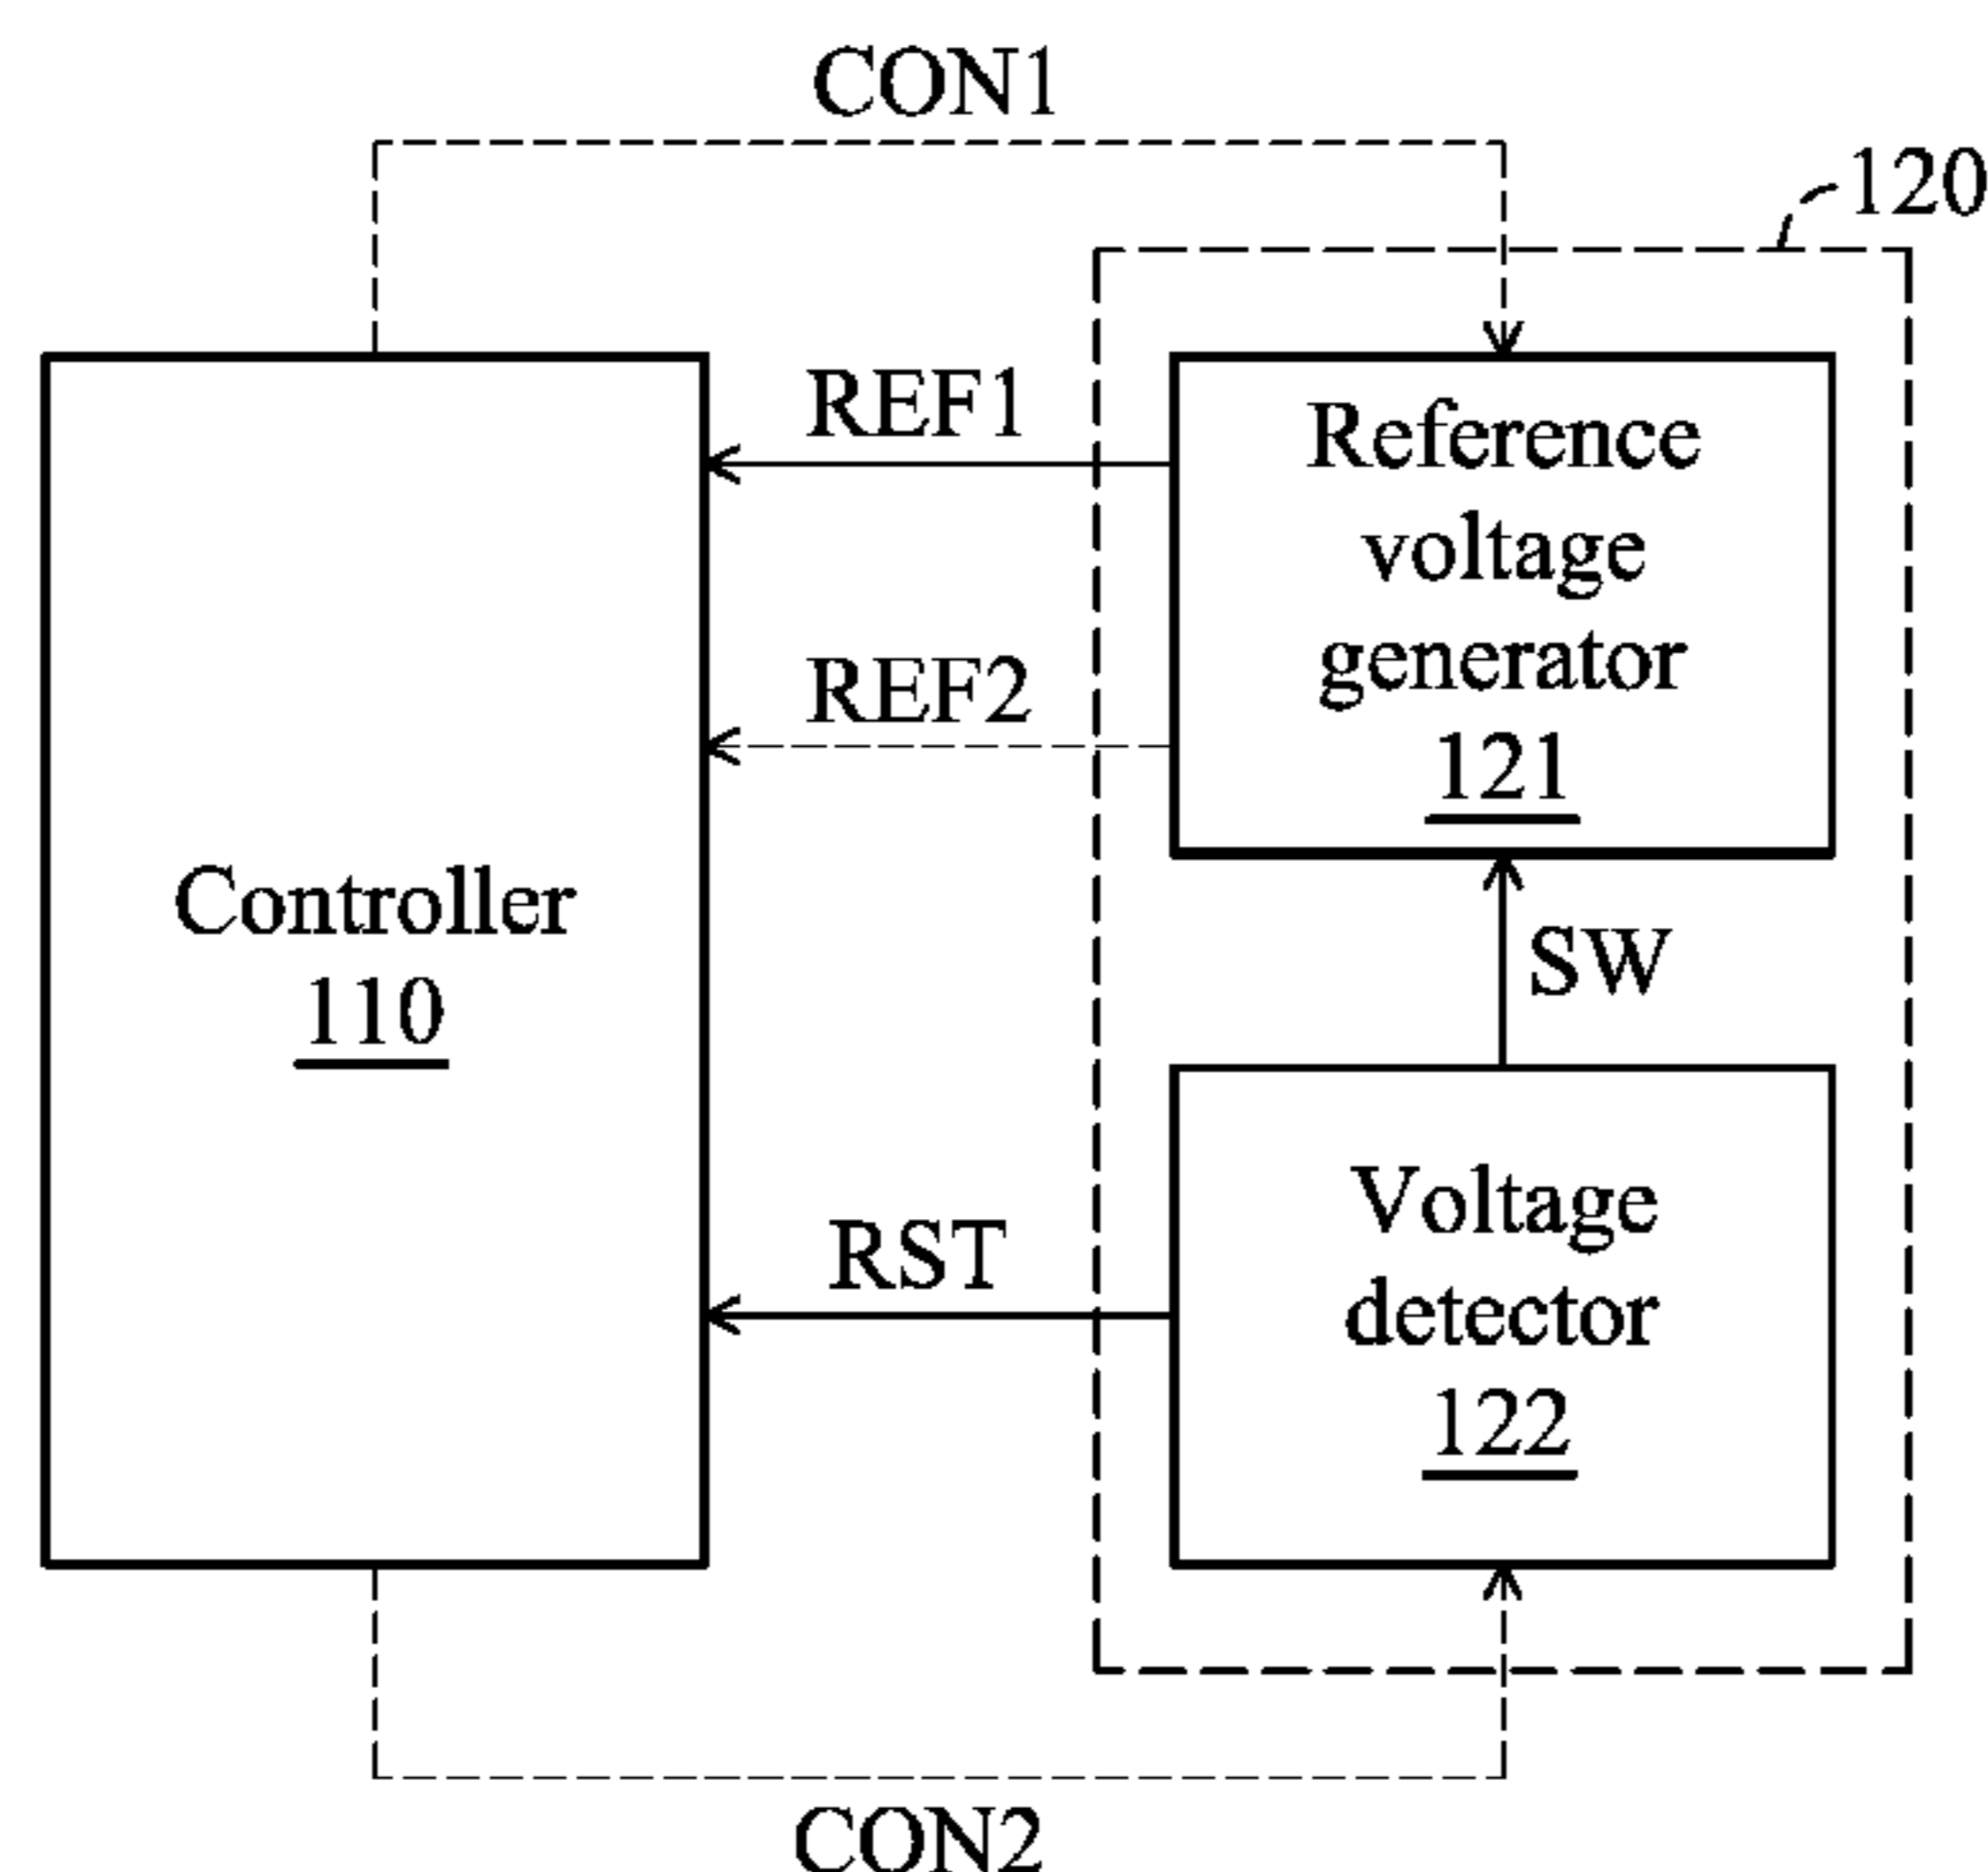 CON1
120
REF1
Reference
voltage
generator
121
REF2
Controller
110
SW
RST
Voltage
detector
122
CON2